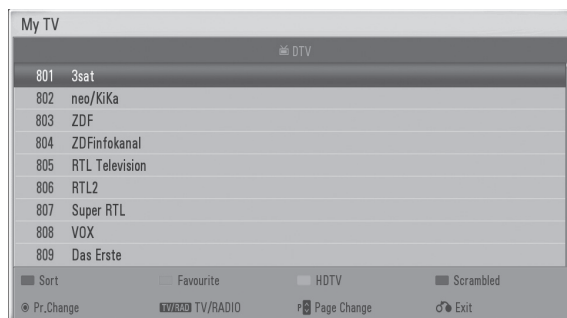 My TV
DTV
801 3sat
802 neo/KiKa
803 ZDF
804 ZDFinfokanal
805 RTL Television
806 RTL2
807 Super RTL
808 VOX
809 Das Erste
Sort Favourite HDTV Scrambled
Pr.Change TV/RAD TV/RADIO P Page Change Exit